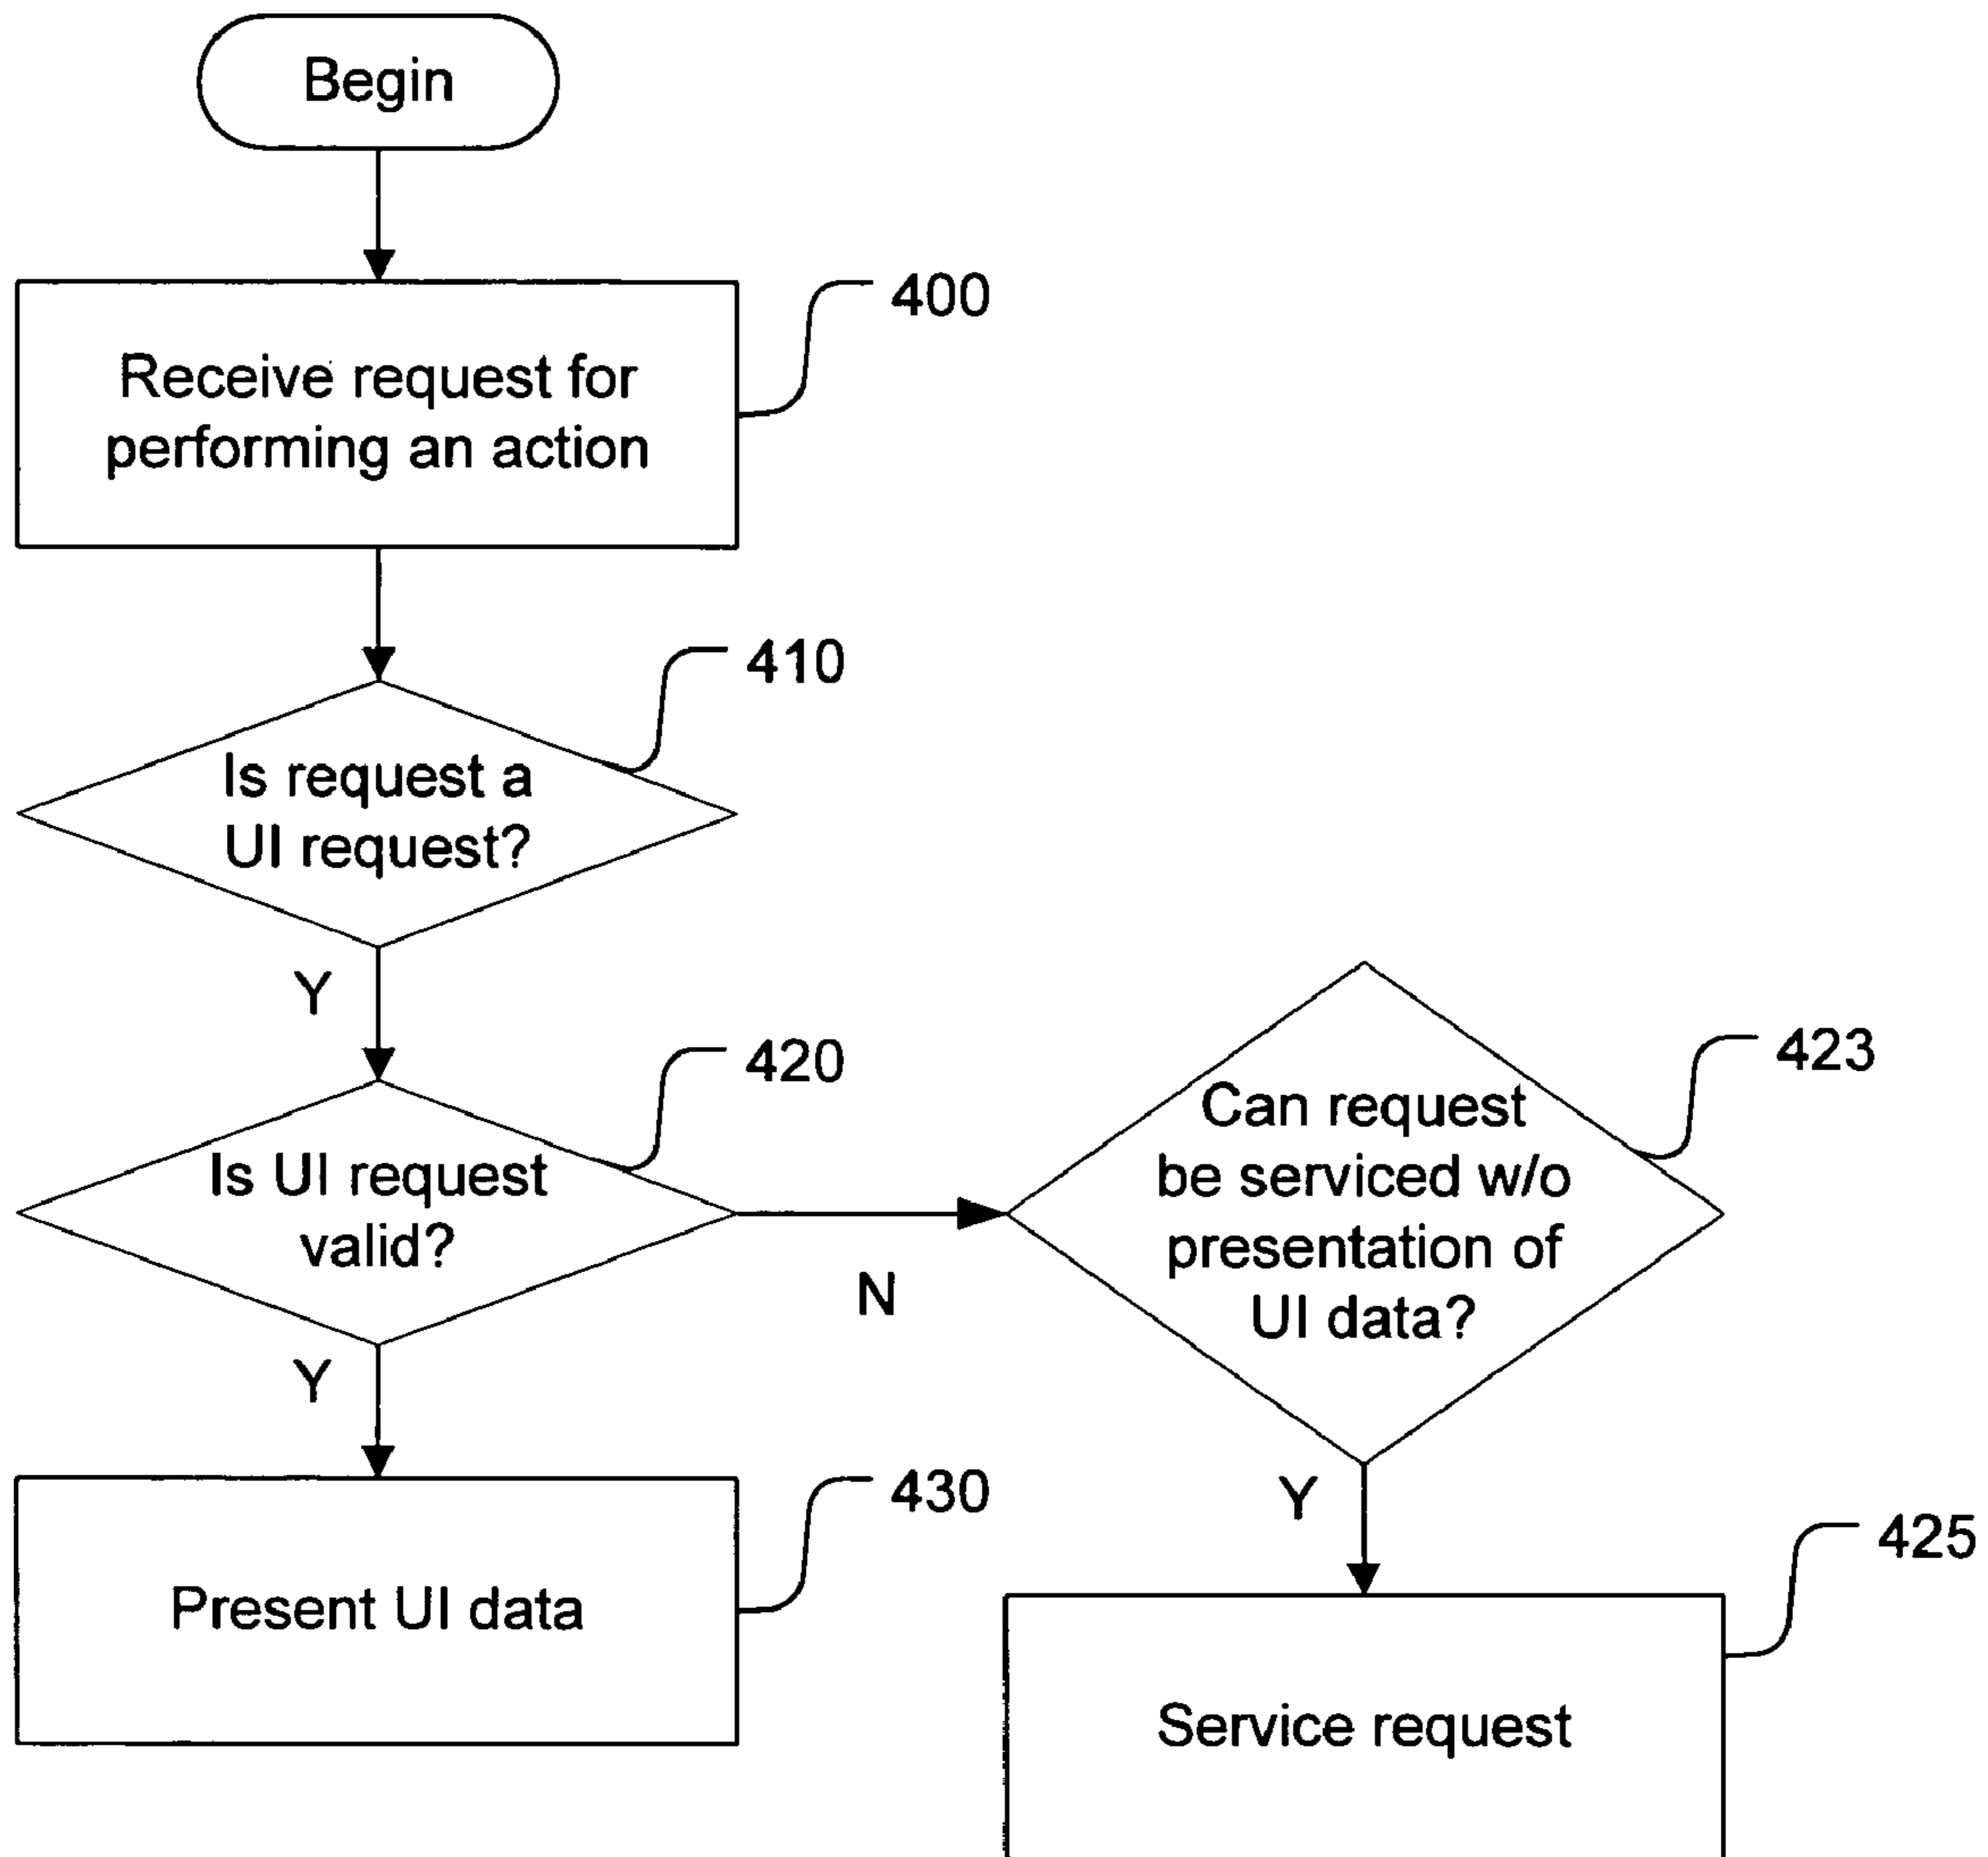 Begin
400
Receive request for
performing an action
410
Is request a
UI request?
Y
420
Is UI request
valid?
N
423
Can request
be serviced w/o
presentation of
UI data?
Y
430
Present UI data
Y
425
Service request